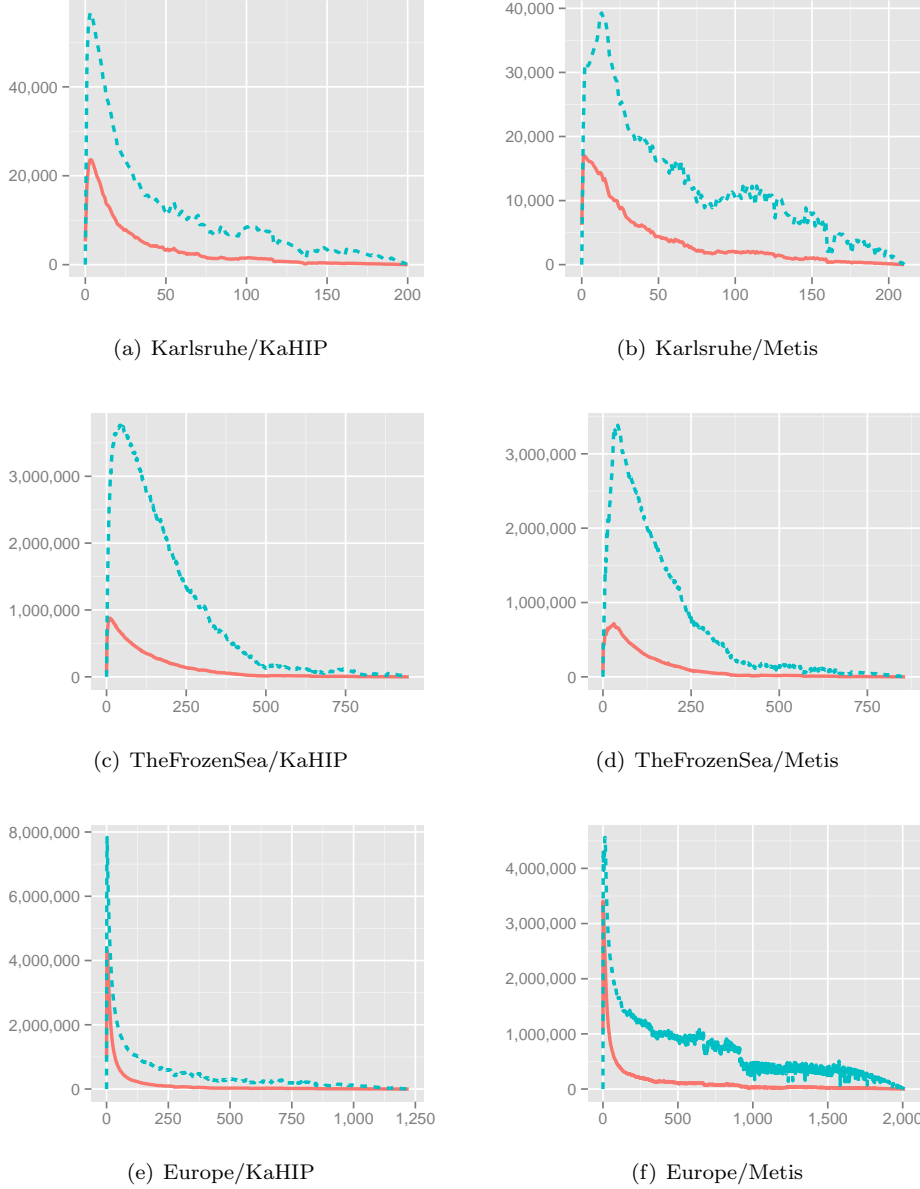 40,000
20,000
0
0 50 100 150 200
(a) Karlsruhe/KaHIP
40,000
30,000
20,000
10,000
0
0 50 100 150 200
(b) Karlsruhe/Metis
3,000,000
2,000,000
1,000,000
0
0 250 500 750
(c) TheFrozenSea/KaHIP
3,000,000
2,000,000
1,000,000
0
0 250 500 750
(d) TheFrozenSea/Metis
8,000,000
6,000,000
4,000,000
2,000,000
0
0 250 500 750 1,000 1,250
(e) Europe/KaHIP
4,000,000
3,000,000
2,000,000
1,000,000
0
0 500 1,000 1,500 2,000
(f) Europe/Metis